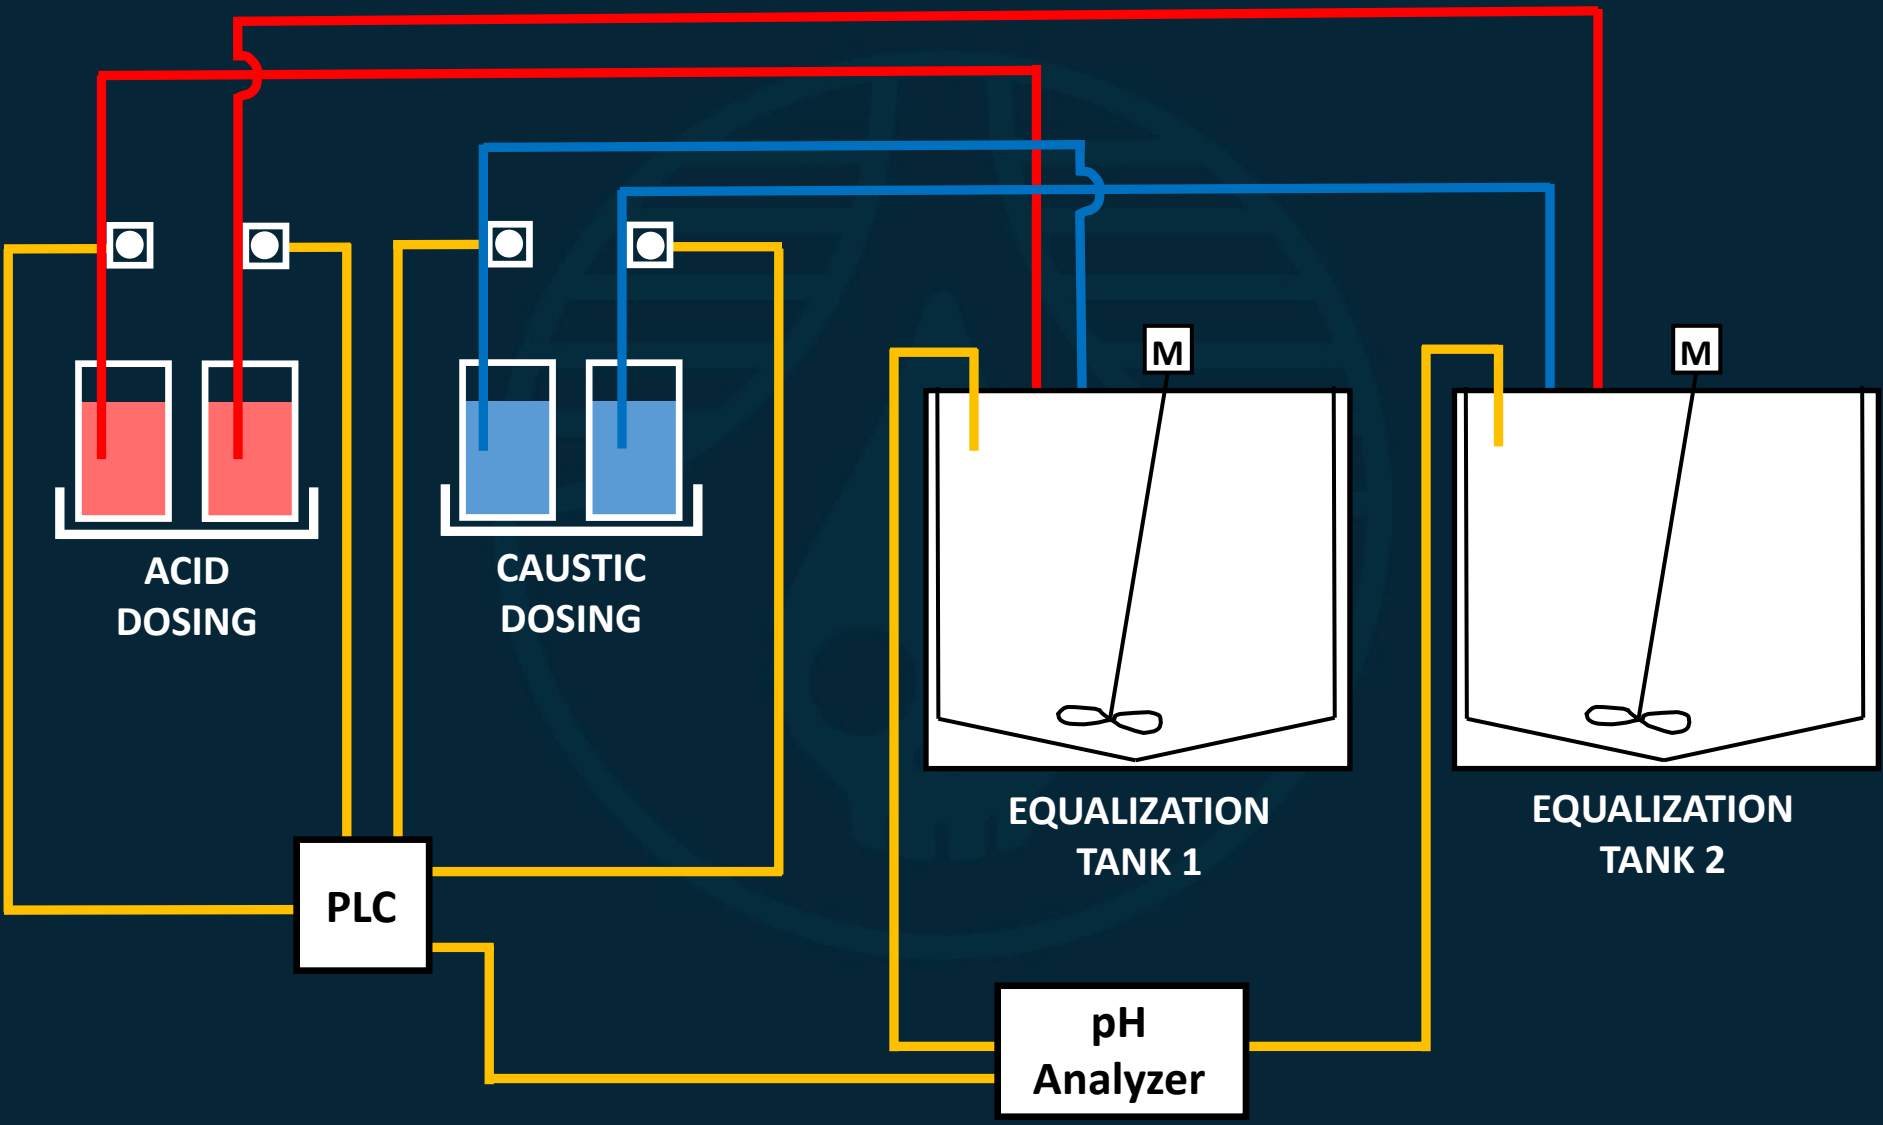 M
M
ACID
DOSING
CAUSTIC
DOSING
EQUALIZATION
TANK 1
EQUALIZATION
TANK 2
PLC
pH
Analyzer